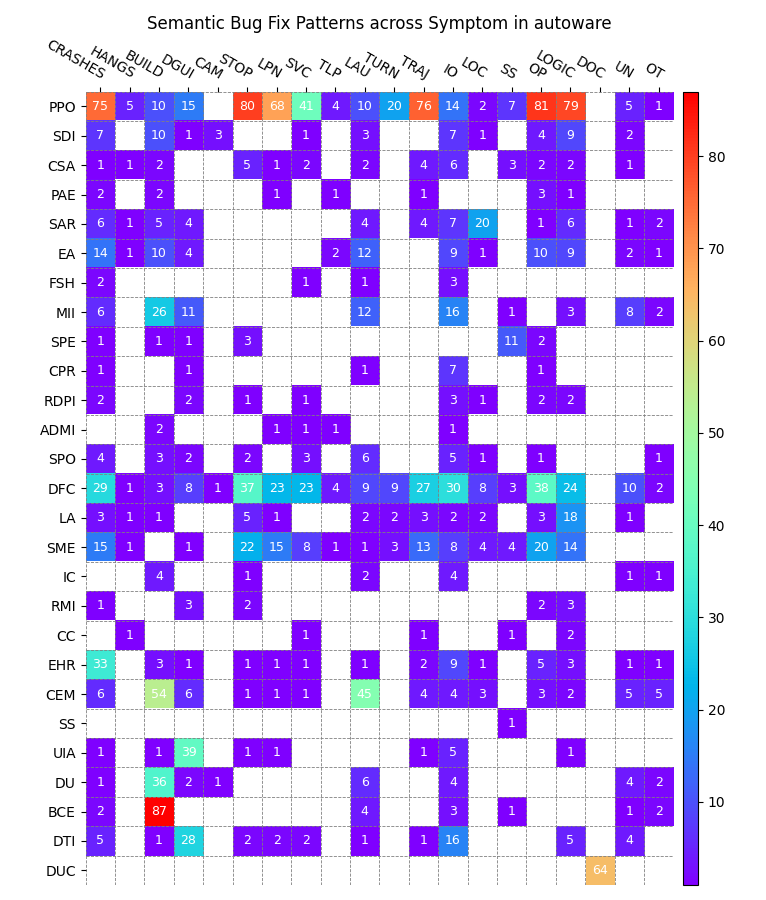 Semantic Bug Fix Patterns across Symptom in autoware
CRASHES HANGS BUILD DGUI CAM STOP LPN SVC TLP LAU TURN TRAJ IO LOC SS OP LOGIC DOC UN OT
PPO 75 5 10 15 80 68 41 4 10 20 76 14 2 7 81 79 5 1
SDI 7 10 1 3 1 3 7 1 4 9 2
CSA 1 1 2 5 1 2 2 4 6 3 2 2 1
PAE 2 2 1 1 1 3 1
SAR 6 1 5 4 4 4 7 20 1 6 1 2
EA 14 1 10 4 2 12 9 1 10 9 2 1
FSH 2 1 1 3
MII 6 26 11 12 16 1 3 8 2
SPE 1 1 1 3 11 2
CPR 1 1 1 7 1
RDPI 2 2 1 1 3 1 2 2
ADMI 2 1 1 1 1
SPO 4 3 2 2 3 6 5 1 1 1
DFC 29 1 3 8 1 37 23 23 4 9 9 27 30 8 3 38 24 10 2
LA 3 1 1 5 1 2 2 3 2 2 3 18 1
SME 15 1 1 22 15 8 1 1 3 13 8 4 4 20 14
IC 4 1 2 4 1 1
RMI 1 3 2 2 3
CC 1 1 1 1 2
EHR 33 3 1 1 1 1 1 2 9 1 5 3 1 1
CEM 6 54 6 1 1 1 45 4 4 3 3 2 5 5
SS 1
UIA 1 1 39 1 1 1 5 1
DU 1 36 2 1 6 4 4 2
BCE 2 87 4 3 1 1 2
DTI 5 1 28 2 2 2 1 1 16 5 4
DUC 64
80
70
60
50
40
30
20
10